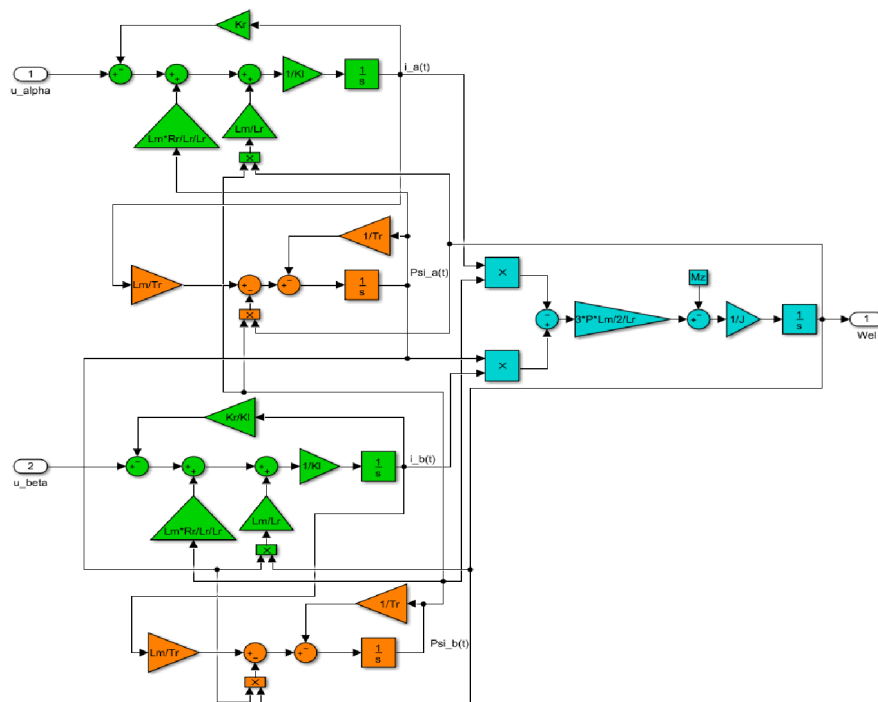 Kr
1
u_alpha
+
−
+
+
+
+
1/Kl
1
s
i_a(t)
Lm*Rr/Lr/Lr
Lm/Lr
×
1/Tr
Lm/Tr
+
−
+
−
1
s
Psi_a(t)
×
×
Mz
−
+
3*P*Lm/2/Lr
+
−
1/J
1
s
1
Wel
×
Kr/Kl
2
u_beta
+
−
+
+
+
+
1/Kl
1
s
i_b(t)
Lm*Rr/Lr/Lr
Lm/Lr
×
1/Tr
Lm/Tr
+
−
+
−
1
s
Psi_b(t)
×